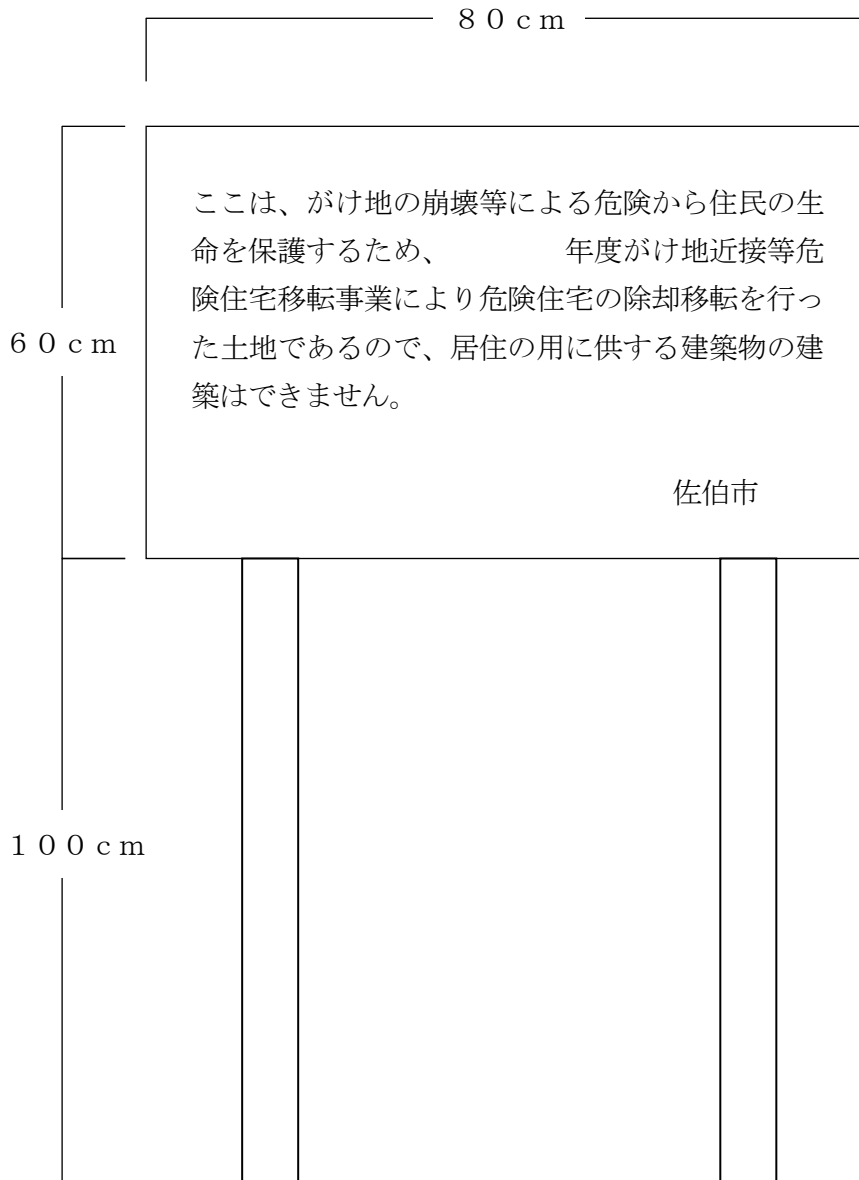 ８０ｃｍ
ここは、がけ地の崩壊等による危険から住民の生
命を保護するため、　　　　年度がけ地近接等危
険住宅移転事業により危険住宅の除却移転を行っ
た土地であるので、居住の用に供する建築物の建
築はできません。
６０ｃｍ
佐伯市
１００ｃｍ